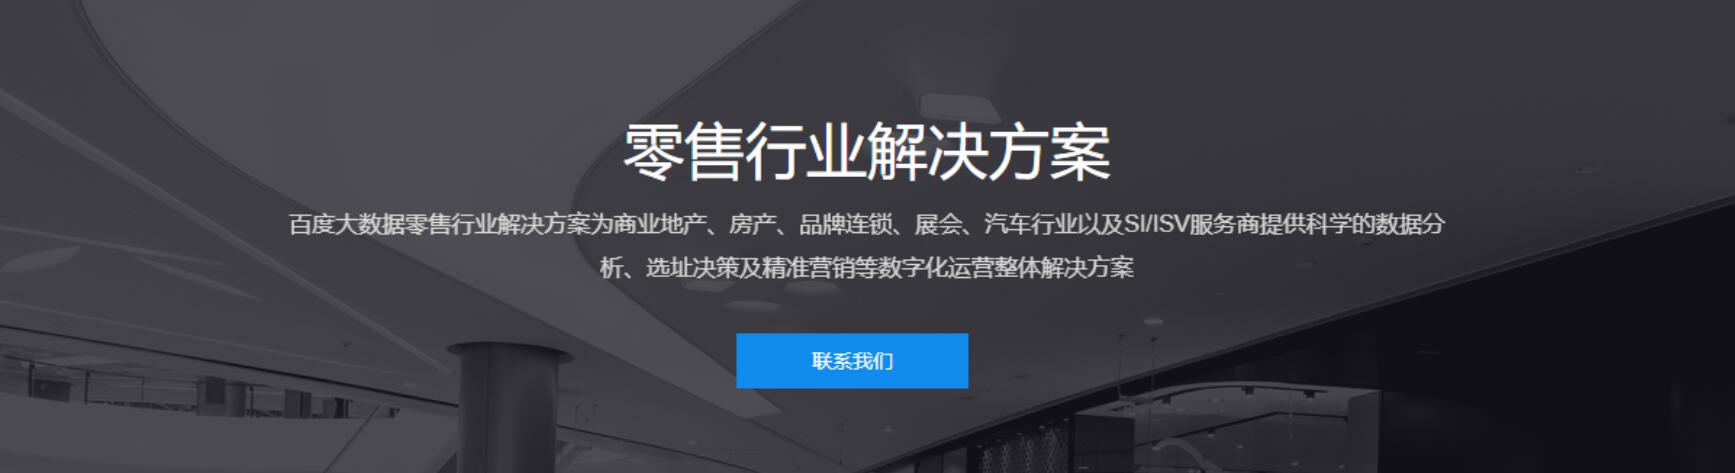 零售行业解决方案
百度大数据零售行业解决方案为商业地产、房产、品牌连锁、展会、汽车行业以及SI/ISV服务商提供科学的数据分
析、选址决策及精准营销等数字化运营整体解决方案
联系我们